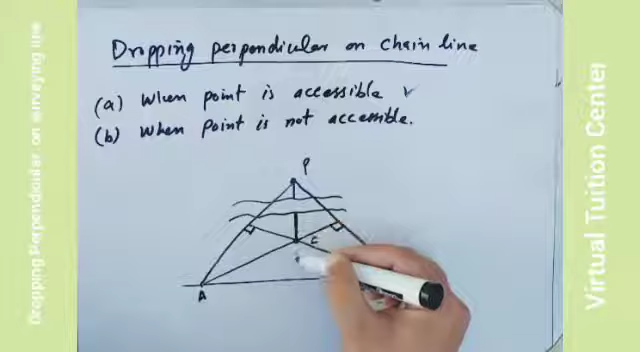 Dropping perpendicular on chain line
(a) When point is accessible ✓
(b) When point is not accessible.
P
C
A
Dropping Perpendicular on surveying line
Virtual Tuition Center